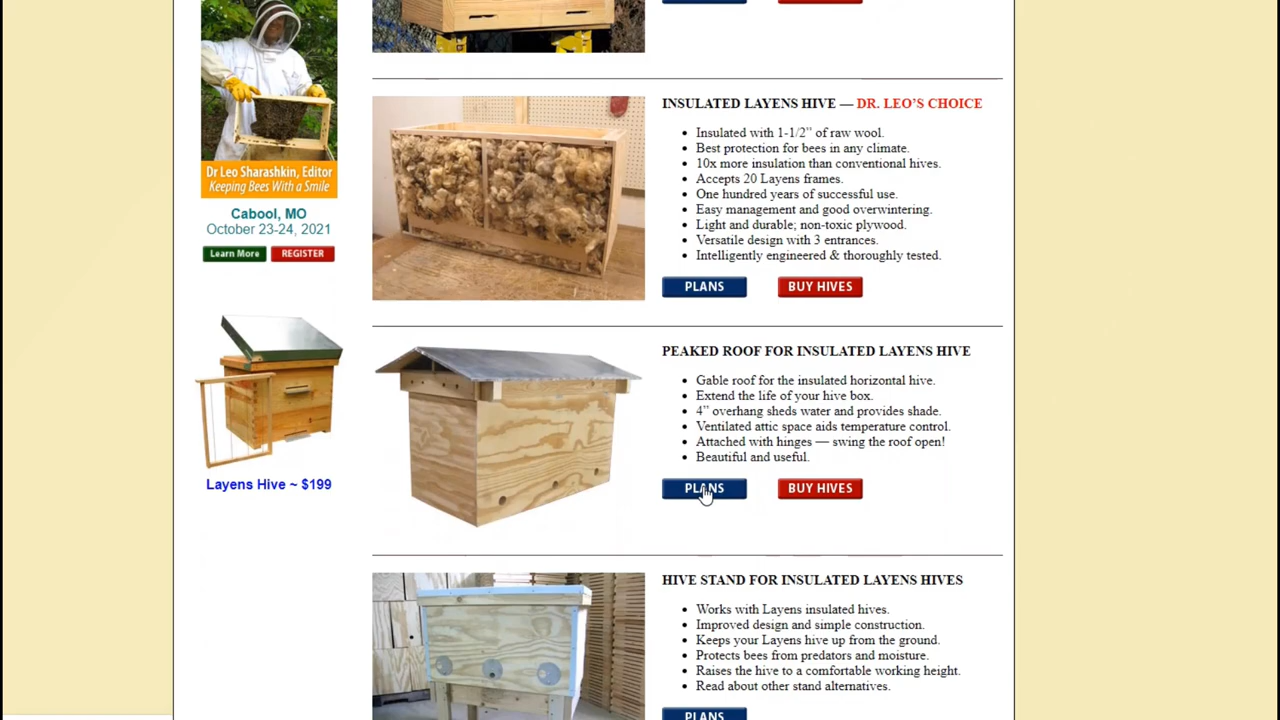 Dr Leo Sharashkin, Editor
Keeping Bees With a Smile
Cabool, MO
October 23-24, 2021
Learn More
REGISTER
Layens Hive ~ $199
INSULATED LAYENS HIVE — DR. LEO'S CHOICE
• Insulated with 1-1/2” of raw wool.
• Best protection for bees in any climate.
• 10x more insulation than conventional hives.
• Accepts 20 Layens frames.
• One hundred years of successful use.
• Easy management and good overwintering.
• Light and durable; non-toxic plywood.
• Versatile design with 3 entrances.
• Intelligently engineered & thoroughly tested.
PLANS
BUY HIVES
PEAKED ROOF FOR INSULATED LAYENS HIVE
• Gable roof for the insulated horizontal hive.
• Extend the life of your hive box.
• 4” overhang sheds water and provides shade.
• Ventilated attic space aids temperature control.
• Attached with hinges — swing the roof open!
• Beautiful and useful.
PLANS
BUY HIVES
HIVE STAND FOR INSULATED LAYENS HIVES
• Works with Layens insulated hives.
• Improved design and simple construction.
• Keeps your Layens hive up from the ground.
• Protects bees from predators and moisture.
• Raises the hive to a comfortable working height.
• Read about other stand alternatives.
PLANS